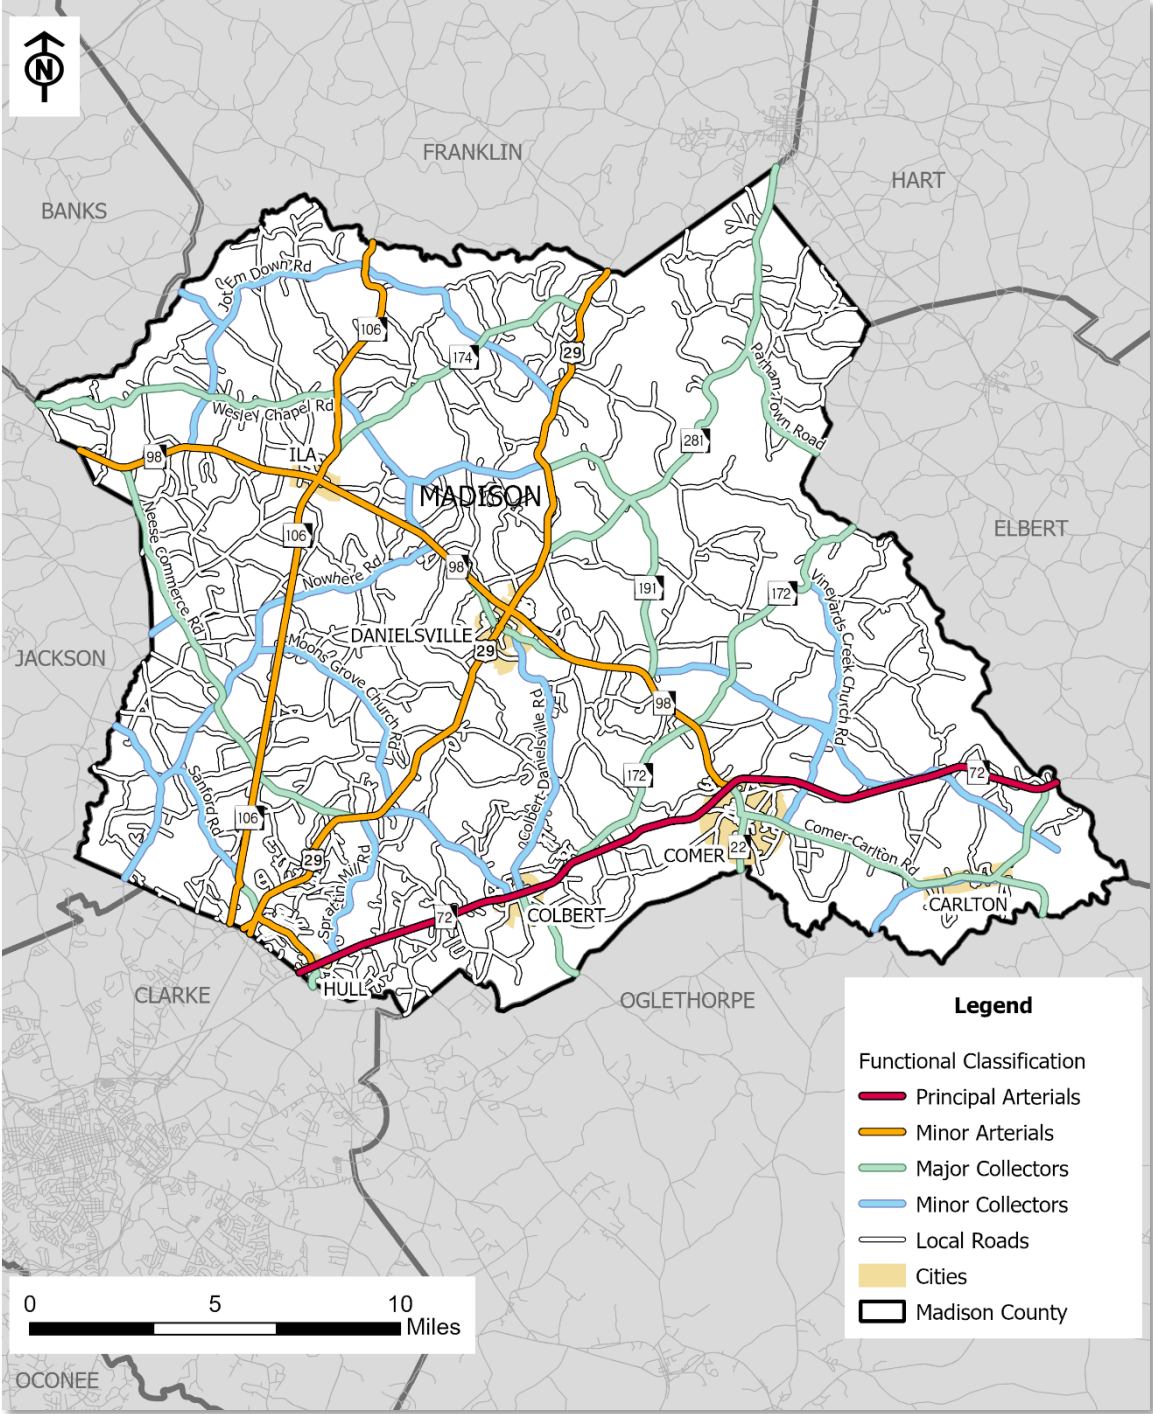 N
FRANKLIN
HART
BANKS
Jot Em Down Rd
106
174
29
Parham Town Road
Wesley Chapel Rd
281
98
ILA
MADISON
Neese Commerce Rd
106
ELBERT
Nowhere Rd
98
191
172
Vineyards Creek Church Rd
DANIELSVILLE
29
Moons Grove Church Rd
JACKSON
98
Colbert Danielsville Rd
Sanford Rd
172
72
106
Comer-Carlton Rd
22
COMER
29
Spratlin Mill Rd
CARLTON
72
COLBERT
HULL
CLARKE
OGLETHORPE
Legend
Functional Classification
Principal Arterials
Minor Arterials
Major Collectors
Minor Collectors
Local Roads
Cities
Madison County
0 5 10
Miles
OCONEE